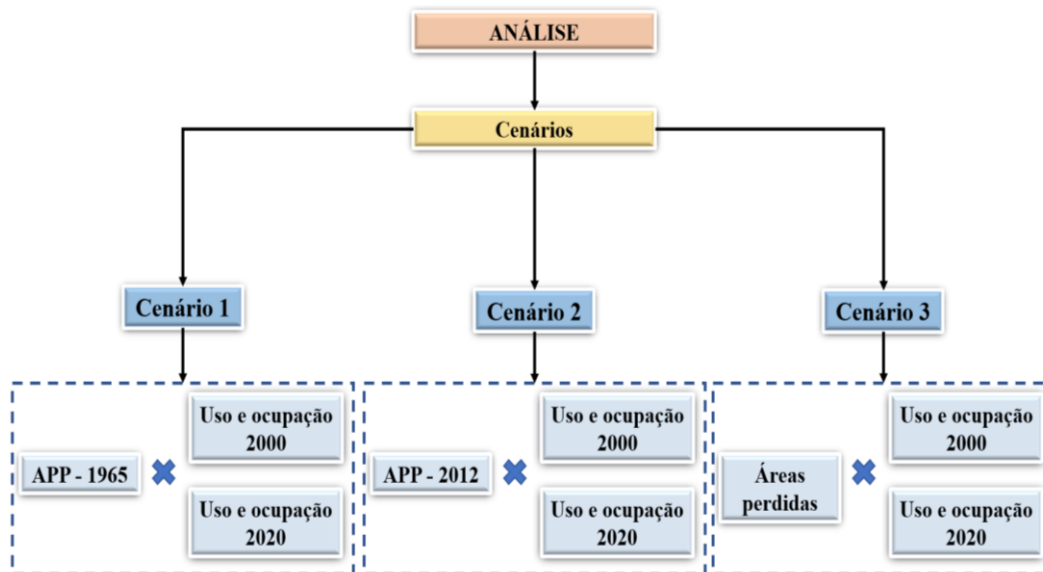 ANÁLISE
Cenários
Cenário 1
Cenário 2
Cenário 3
APP - 1965
Uso e ocupação
2000
Uso e ocupação
2020
APP - 2012
Uso e ocupação
2000
Uso e ocupação
2020
Áreas
perdidas
Uso e ocupação
2000
Uso e ocupação
2020